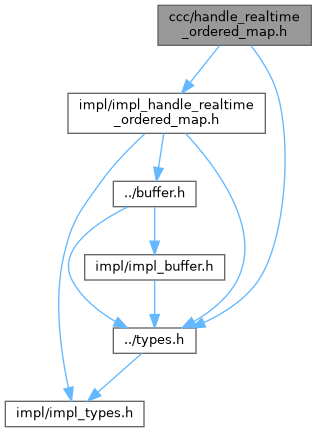 ccc/handle_realtime
_ordered_map.h
impl/impl_handle_realtime
_ordered_map.h
../buffer.h
impl/impl_buffer.h
../types.h
impl/impl_types.h